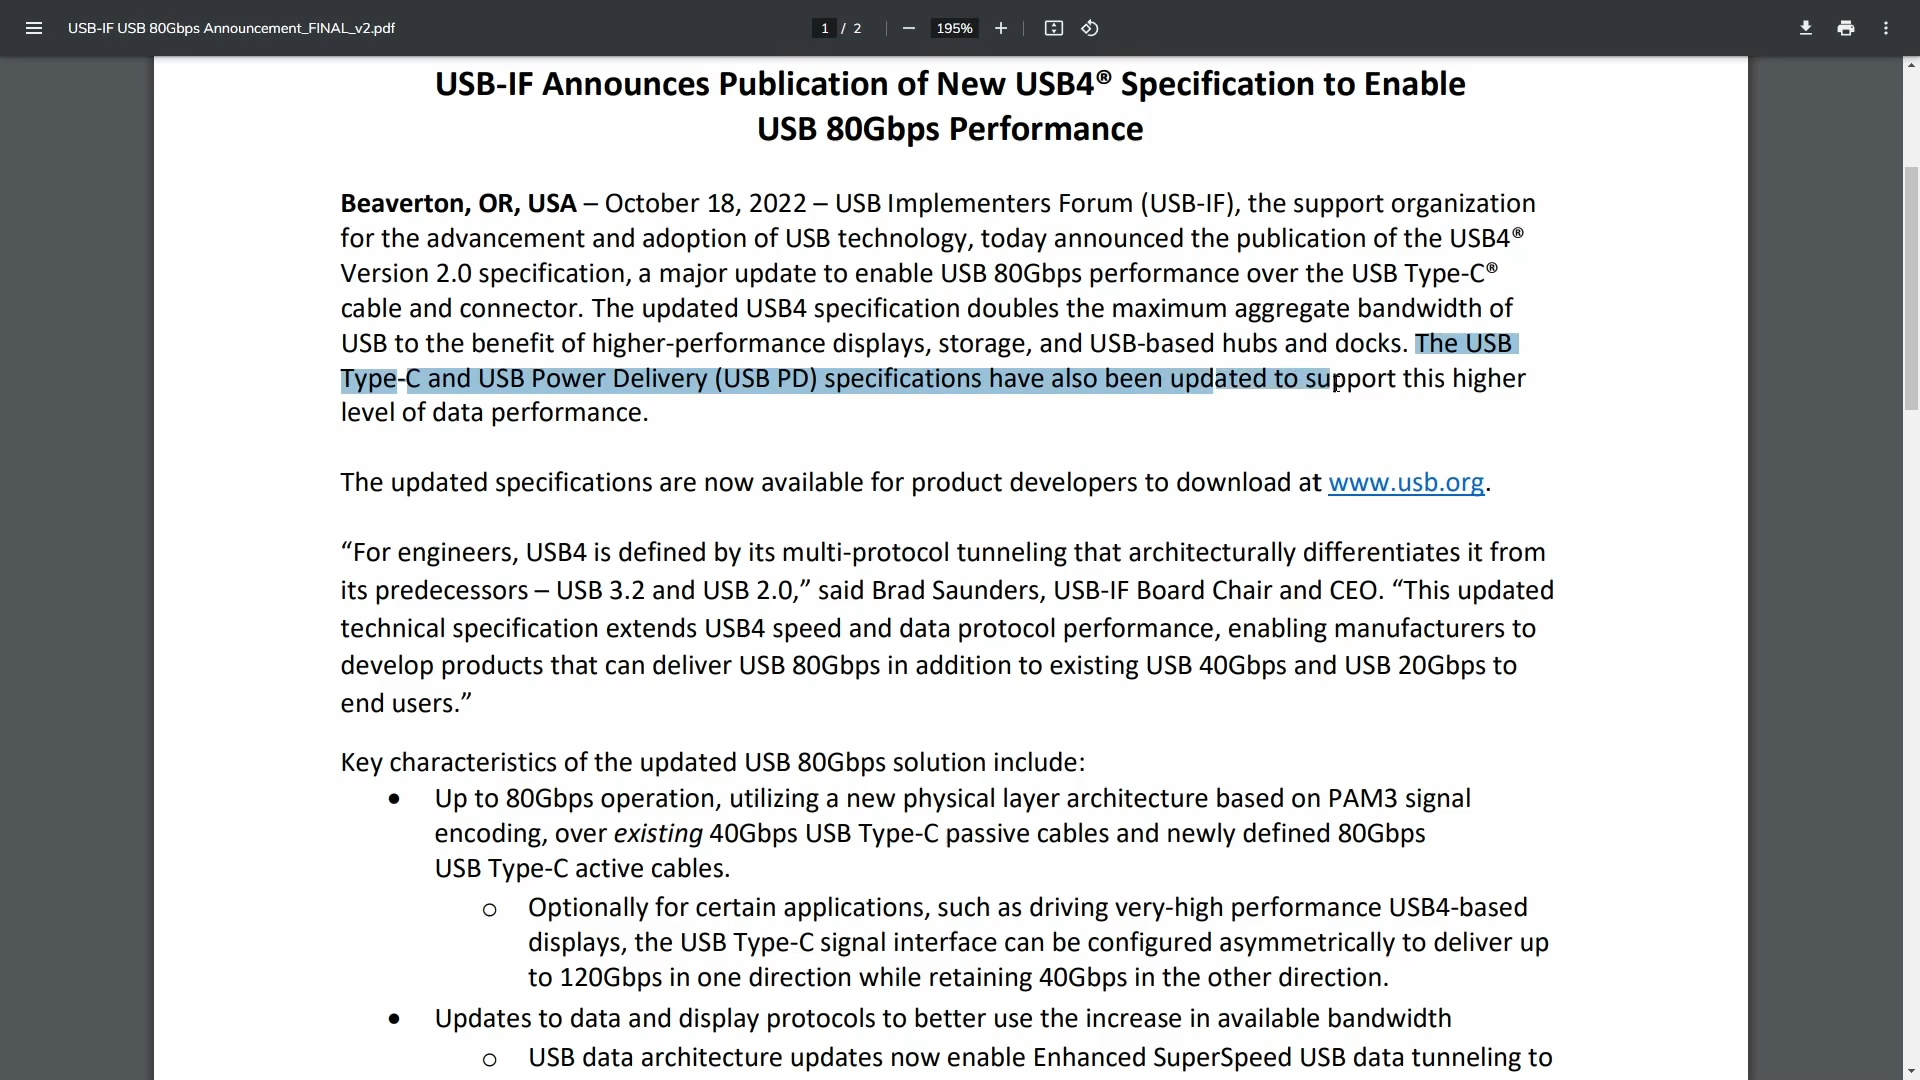 USB-IF USB 80Gbps Announcement_FINAL_v2.pdf
1 / 2
195%
USB-IF Announces Publication of New USB4® Specification to Enable
USB 80Gbps Performance
Beaverton, OR, USA – October 18, 2022 – USB Implementers Forum (USB-IF), the support organization
for the advancement and adoption of USB technology, today announced the publication of the USB4®
Version 2.0 specification, a major update to enable USB 80Gbps performance over the USB Type-C®
cable and connector. The updated USB4 specification doubles the maximum aggregate bandwidth of
USB to the benefit of higher-performance displays, storage, and USB-based hubs and docks. The USB
Type-C and USB Power Delivery (USB PD) specifications have also been updated to support this higher
level of data performance.
The updated specifications are now available for product developers to download at www.usb.org.
“For engineers, USB4 is defined by its multi-protocol tunneling that architecturally differentiates it from
its predecessors – USB 3.2 and USB 2.0,” said Brad Saunders, USB-IF Board Chair and CEO. “This updated
technical specification extends USB4 speed and data protocol performance, enabling manufacturers to
develop products that can deliver USB 80Gbps in addition to existing USB 40Gbps and USB 20Gbps to
end users.”
Key characteristics of the updated USB 80Gbps solution include:
• Up to 80Gbps operation, utilizing a new physical layer architecture based on PAM3 signal
encoding, over existing 40Gbps USB Type-C passive cables and newly defined 80Gbps
USB Type-C active cables.
o Optionally for certain applications, such as driving very-high performance USB4-based
displays, the USB Type-C signal interface can be configured asymmetrically to deliver up
to 120Gbps in one direction while retaining 40Gbps in the other direction.
• Updates to data and display protocols to better use the increase in available bandwidth
o USB data architecture updates now enable Enhanced SuperSpeed USB data tunneling to